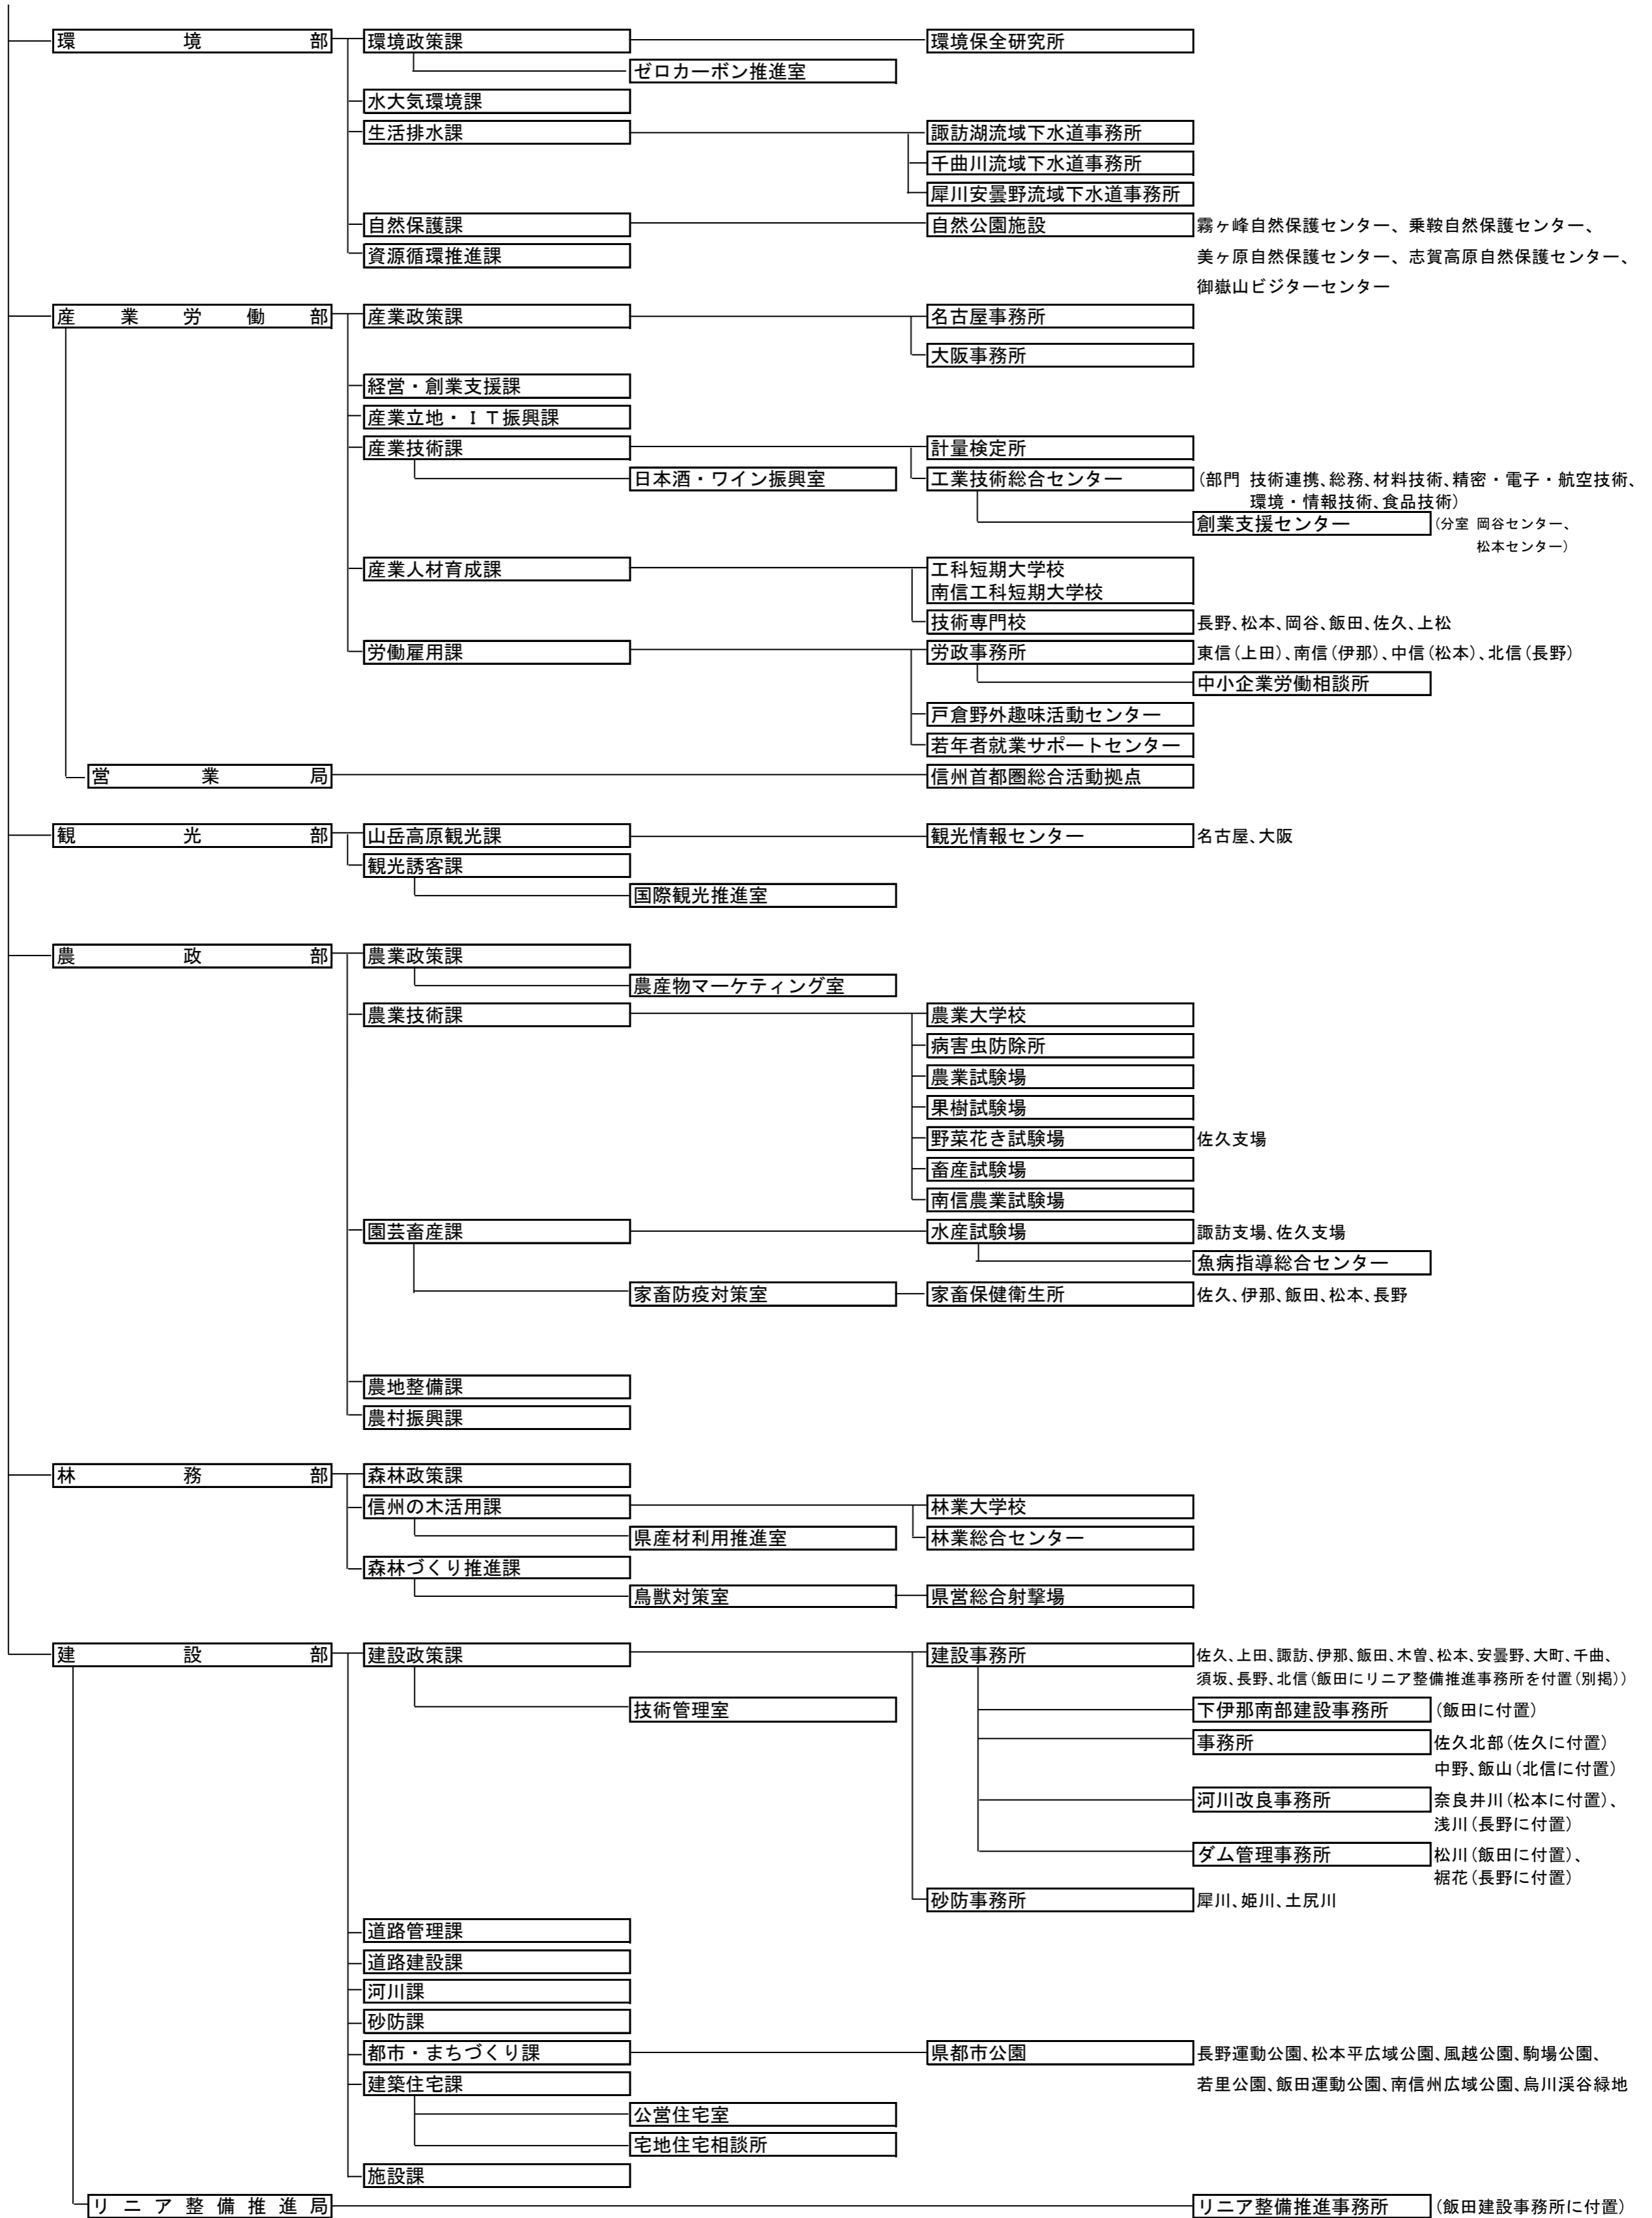 環境部 環境政策課 環境保全研究所
ゼロカーボン推進室
水大気環境課
生活排水課 諏訪湖流域下水道事務所
千曲川流域下水道事務所
犀川安曇野流域下水道事務所
自然保護課 自然公園施設 霧ヶ峰自然保護センター、乗鞍自然保護センター、
資源循環推進課 美ヶ原自然保護センター、志賀高原自然保護センター、
御嶽山ビジターセンター
産業労働部 産業政策課 名古屋事務所
大阪事務所
経営・創業支援課
産業立地・ＩＴ振興課
産業技術課 計量検定所
日本酒・ワイン振興室 工業技術総合センター (部門 技術連携、総務、材料技術、精密・電子・航空技術、
環境・情報技術、食品技術)
創業支援センター (分室 岡谷センター、
松本センター)
産業人材育成課 工科短期大学校
南信工科短期大学校
技術専門校 長野、松本、岡谷、飯田、佐久、上松
労働雇用課 労政事務所 東信(上田)、南信(伊那)、中信(松本)、北信(長野)
中小企業労働相談所
戸倉野外趣味活動センター
若年者就業サポートセンター
営業局 信州首都圏総合活動拠点
観光部 山岳高原観光課 観光情報センター 名古屋、大阪
観光誘客課
国際観光推進室
農政部 農業政策課
農産物マーケティング室
農業技術課 農業大学校
病害虫防除所
農業試験場
果樹試験場
野菜花き試験場 佐久支場
畜産試験場
南信農業試験場
園芸畜産課 水産試験場 諏訪支場、佐久支場
魚病指導総合センター
家畜防疫対策室 家畜保健衛生所 佐久、伊那、飯田、松本、長野
農地整備課
農村振興課
林務部 森林政策課
信州の木活用課 林業大学校
県産材利用推進室 林業総合センター
森林づくり推進課
鳥獣対策室 県営総合射撃場
建設部 建設政策課 建設事務所 佐久、上田、諏訪、伊那、飯田、木曽、松本、安曇野、大町、千曲、
須坂、長野、北信(飯田にリニア整備推進事務所を付置(別掲))
技術管理室 下伊那南部建設事務所 (飯田に付置)
事務所 佐久北部(佐久に付置)
中野、飯山(北信に付置)
河川改良事務所 奈良井川(松本に付置)、
浅川(長野に付置)
ダム管理事務所 松川(飯田に付置)、
裾花(長野に付置)
砂防事務所 犀川、姫川、土尻川
道路管理課
道路建設課
河川課
砂防課
都市・まちづくり課 県都市公園 長野運動公園、松本平広域公園、風越公園、駒場公園、
建築住宅課 若里公園、飯田運動公園、南信州広域公園、烏川渓谷緑地
公営住宅室
宅地住宅相談所
施設課
リニア整備推進局 リニア整備推進事務所 (飯田建設事務所に付置)